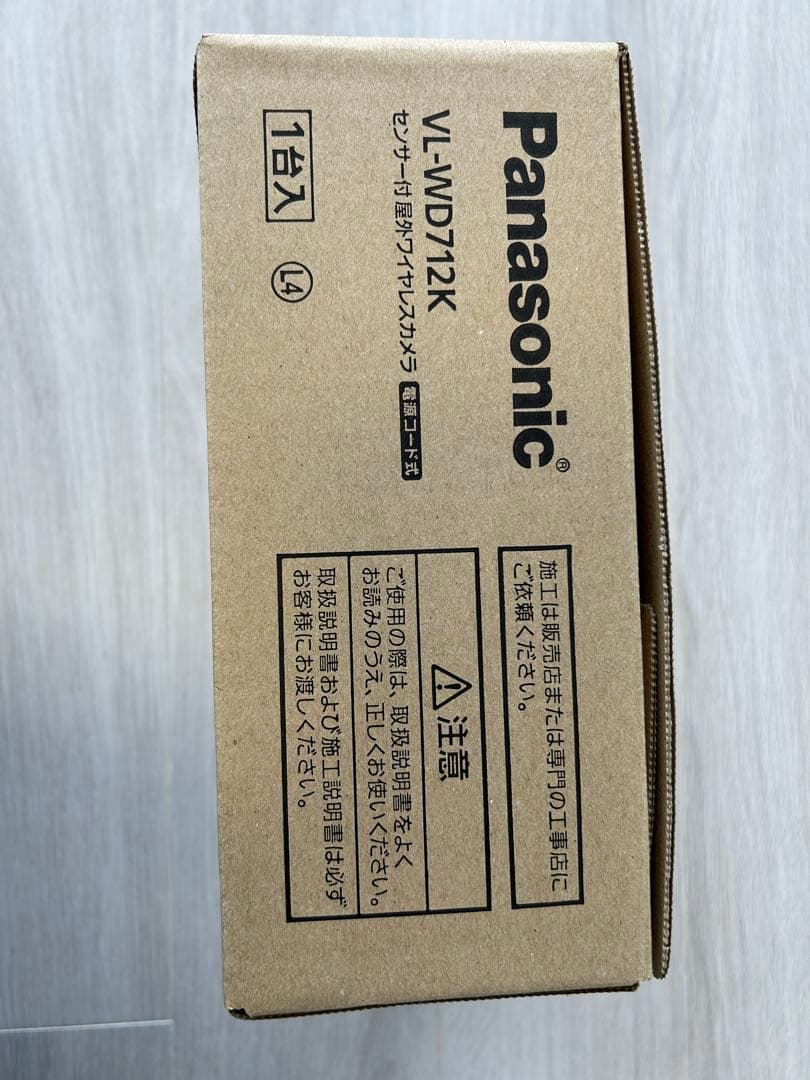 Panasonic®
VL-WD712K
センサー付 屋外ワイヤレスカメラ 電源コード式
1台入 L4
施工は販売店または専門の工事店に
ご依頼ください。
⚠注意
ご使用の際は、取扱説明書をよく
お読みのうえ、正しくお使いください。
取扱説明書および施工説明書は必ず
お客様にお渡しください。